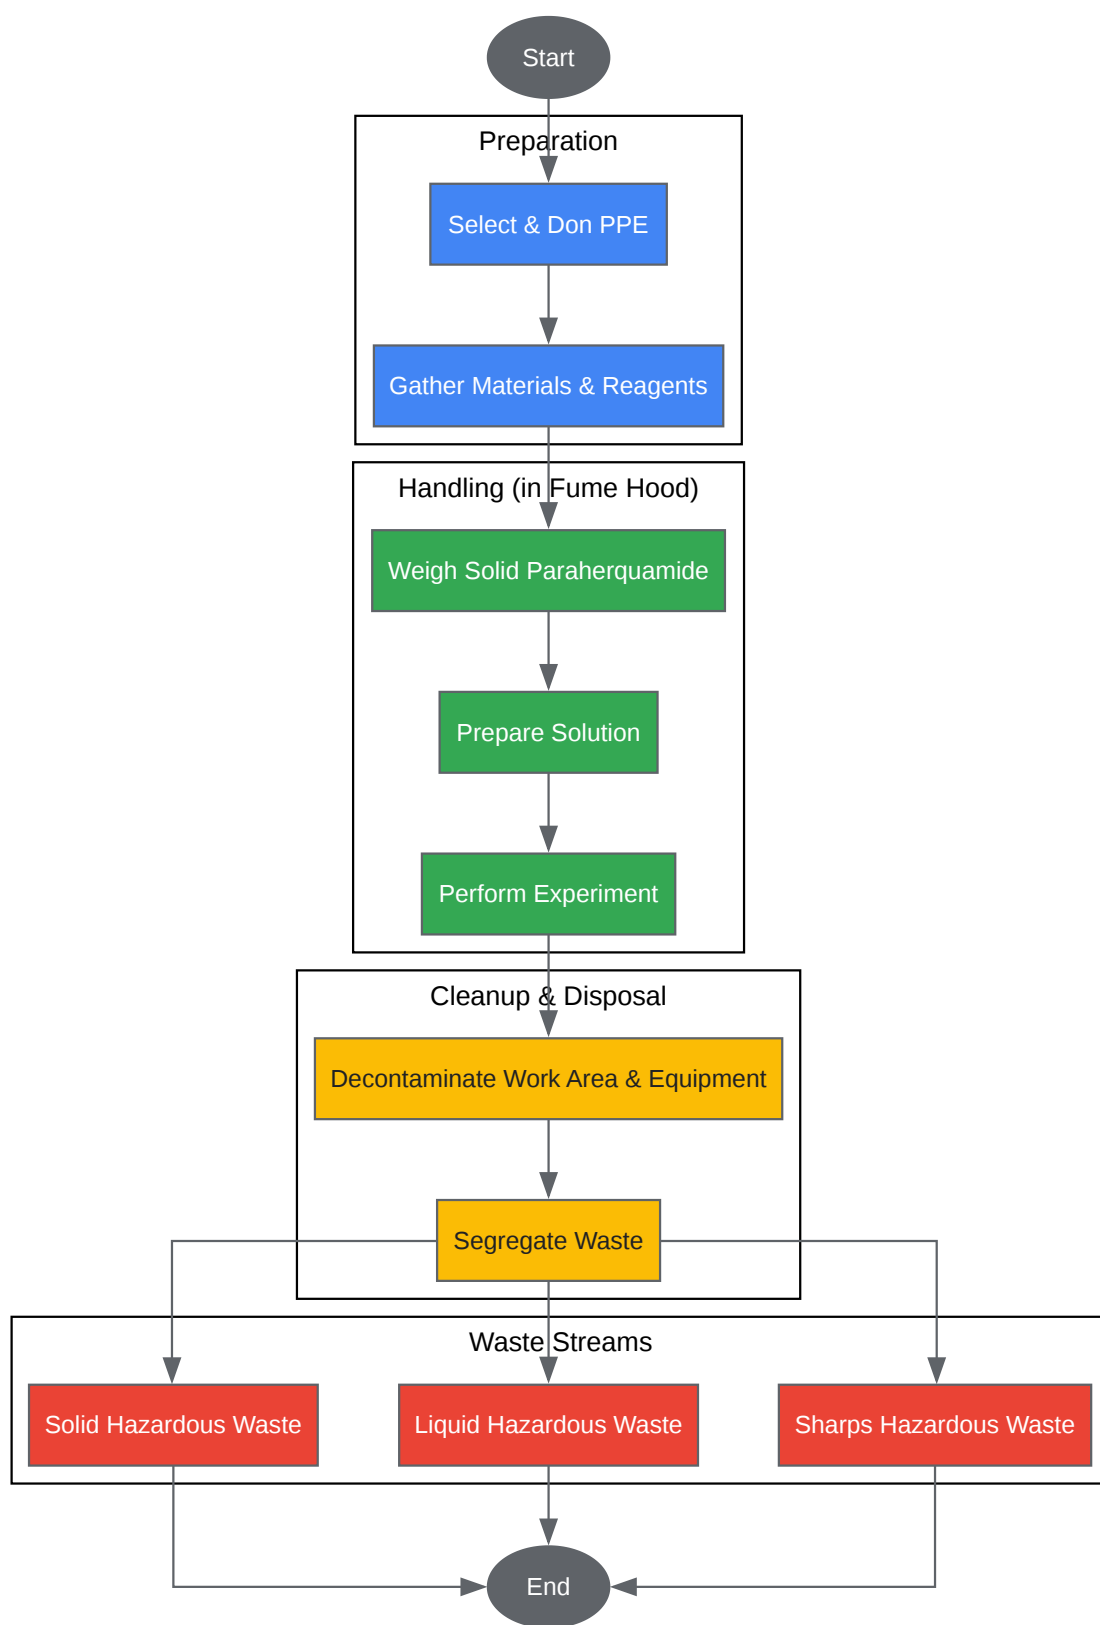 Start
Preparation
Select & Don PPE
Gather Materials & Reagents
Handling (in Fume Hood)
Weigh Solid Paraherquamide
Prepare Solution
Perform Experiment
Cleanup & Disposal
Decontaminate Work Area & Equipment
Segregate Waste
Waste Streams
Solid Hazardous Waste
Liquid Hazardous Waste
Sharps Hazardous Waste
End